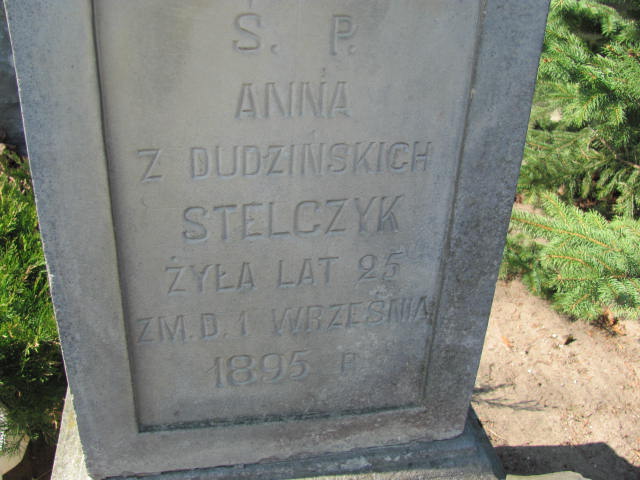 Ś. P.
ANNA
Z DUDZIŃSKICH
STELCZYK
ŻYŁA LAT 25
ZM. D. 1 WRZEŚNIA
1895 R